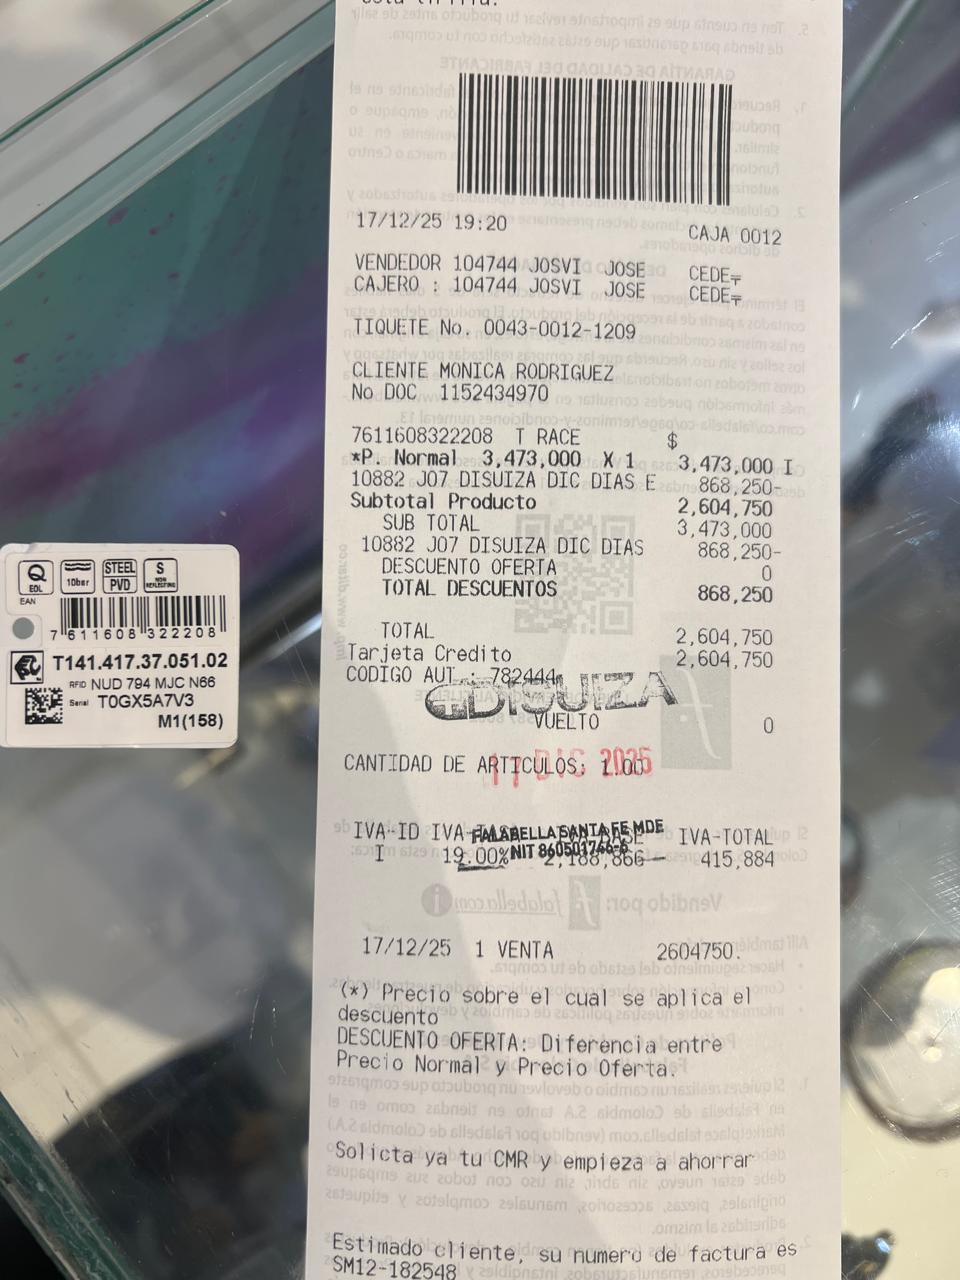 17/12/25 19:20 CAJA 0012
VENDEDOR 104744 JOSVI JOSE CEDE
CAJERO : 104744 JOSVI JOSE CEDE
TIQUETE No. 0043-0012-1209
CLIENTE MONICA RODRIGUEZ
No DOC 1152434970
7611608322208 T RACE $
*P. Normal 3,473,000 X 1 3,473,000 I
10882 J07 DISUIZA DIC DIAS E 868,250-
Subtotal Producto 2,604,750
SUB TOTAL 3,473,000
10882 J07 DISUIZA DIC DIAS 868,250-
DESCUENTO OFERTA 0
TOTAL DESCUENTOS 868,250
TOTAL 2,604,750
Tarjeta Credito 2,604,750
CODIGO AUT.: 782444
DISUIZA
VUELTO 0
CANTIDAD DE ARTICULOS: 1.00
17 DIC 2025
FALABELLA SANTA FE MDE
NIT 860501766-6
IVA-ID IVA- BASE IVA-TOTAL
I 19.00% 2,188,866 415,884
17/12/25 1 VENTA 2604750.
(*) Precio sobre el cual se aplica el
descuento
DESCUENTO OFERTA: Diferencia entre
Precio Normal y Precio Oferta.
Solicta ya tu CMR y empieza a ahorrar
Estimado cliente, su numero de factura es
SM12-182548
Q EOL
10bar
STEEL PVD
S NON REFLECTING
EAN
7 611608 322208
T141.417.37.051.02
RFID NUD 794 MJC N66
Serial T0GX5A7V3
M1(158)